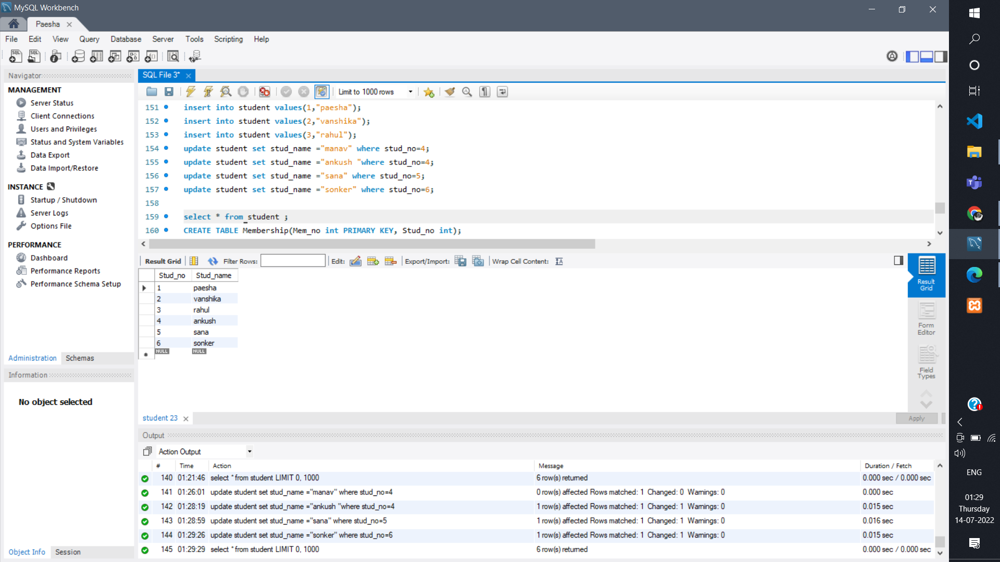 MySQL Workbench
Paesha
File Edit View Query Database Server Tools Scripting Help
Navigator
MANAGEMENT
Server Status
Client Connections
Users and Privileges
Status and System Variables
Data Export
Data Import/Restore
INSTANCE
Startup / Shutdown
Server Logs
Options File
PERFORMANCE
Dashboard
Performance Reports
Performance Schema Setup
Administration Schemas
Information
No object selected
Object Info Session
SQL File 3*
Limit to 1000 rows
151 insert into student values(1,"paesha");
152 insert into student values(2,"vanshika");
153 insert into student values(3,"rahul");
154 update student set stud_name ="manav" where stud_no=4;
155 update student set stud_name ="ankush "where stud_no=4;
156 update student set stud_name ="sana" where stud_no=5;
157 update student set stud_name ="sonker" where stud_no=6;
158
159 select * from student ;
160 CREATE TABLE Membership(Mem_no int PRIMARY KEY, Stud_no int);
Result Grid Filter Rows: Edit: Export/Import: Wrap Cell Content:
Stud_no Stud_name
1 paesha
2 vanshika
3 rahul
4 ankush
5 sana
6 sonker
NULL NULL
Result
Grid
Form
Editor
Field
Types
student 23
Apply
Output
Action Output
# Time Action Message Duration / Fetch
140 01:21:46 select * from student LIMIT 0, 1000 6 row(s) returned 0.000 sec / 0.000 sec
141 01:26:01 update student set stud_name ="manav" where stud_no=4 0 row(s) affected Rows matched: 1 Changed: 0 Warnings: 0 0.000 sec
142 01:28:19 update student set stud_name ="ankush "where stud_no=4 1 row(s) affected Rows matched: 1 Changed: 1 Warnings: 0 0.015 sec
143 01:28:59 update student set stud_name ="sana" where stud_no=5 1 row(s) affected Rows matched: 1 Changed: 1 Warnings: 0 0.016 sec
144 01:29:26 update student set stud_name ="sonker" where stud_no=6 1 row(s) affected Rows matched: 1 Changed: 1 Warnings: 0 0.015 sec
145 01:29:29 select * from student LIMIT 0, 1000 6 row(s) returned 0.000 sec / 0.000 sec
ENG
01:29
Thursday
14-07-2022